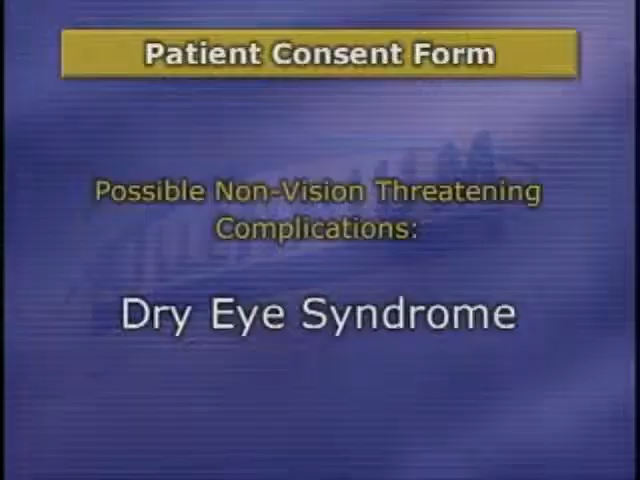 Patient Consent Form
Possible Non-Vision Threatening
Complications:
Dry Eye Syndrome